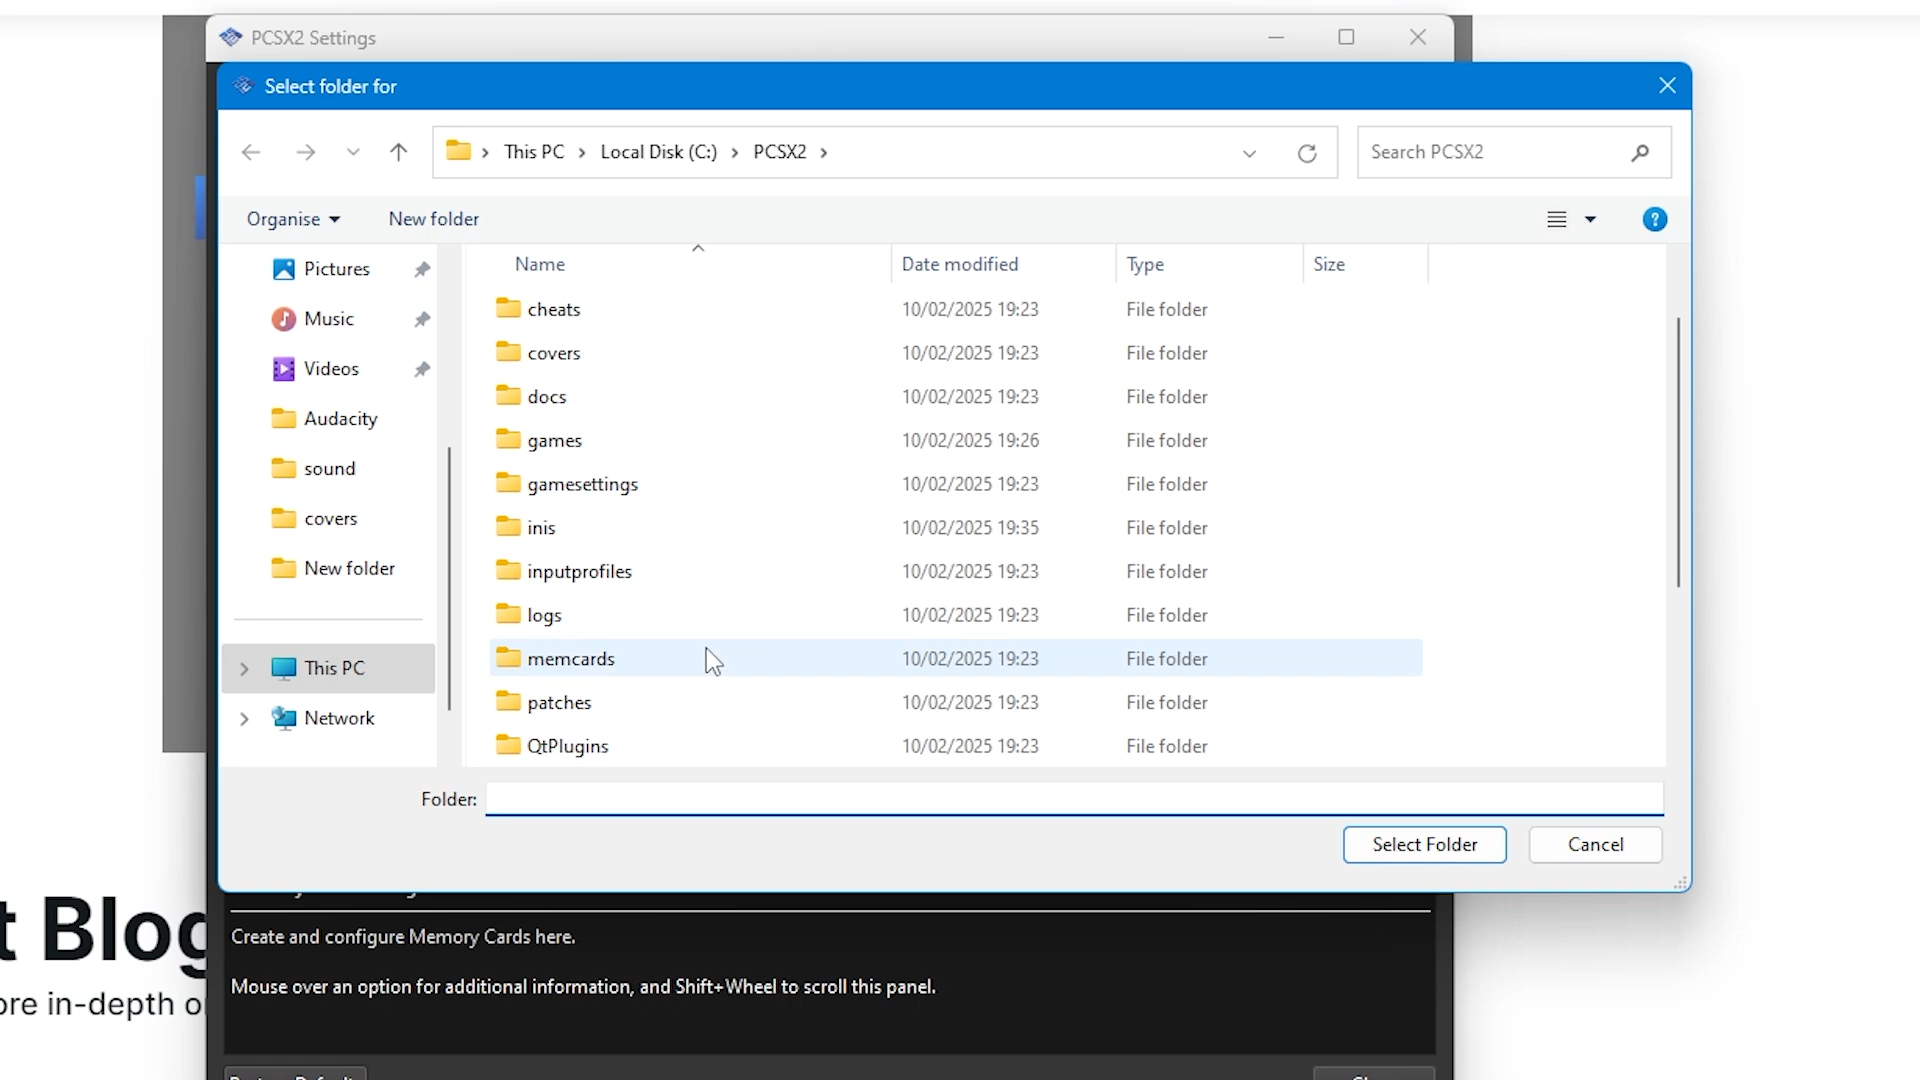 PCSX2 Settings
Select folder for
This PC Local Disk (C:) PCSX2
Search PCSX2
Organise New folder
Pictures
Music
Videos
Audacity
sound
covers
New folder
This PC
Network
Name Date modified Type Size
cheats 10/02/2025 19:23 File folder
covers 10/02/2025 19:23 File folder
docs 10/02/2025 19:23 File folder
games 10/02/2025 19:26 File folder
gamesettings 10/02/2025 19:23 File folder
inis 10/02/2025 19:35 File folder
inputprofiles 10/02/2025 19:23 File folder
logs 10/02/2025 19:23 File folder
memcards 10/02/2025 19:23 File folder
patches 10/02/2025 19:23 File folder
QtPlugins 10/02/2025 19:23 File folder
Folder:
Select Folder Cancel
t Blog
ore in-depth
Create and configure Memory Cards here.
Mouse over an option for additional information, and Shift+Wheel to scroll this panel.